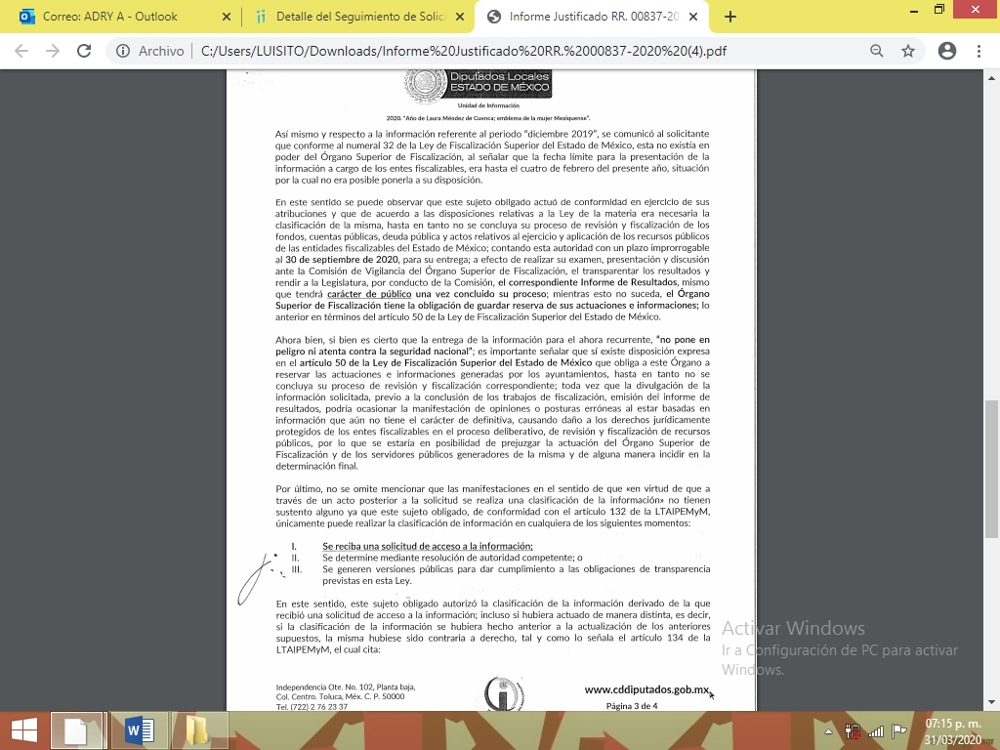 Correo: ADRY A - Outlook
Detalle del Seguimiento de Solic
Informe Justificado RR. 00837-20
Archivo
C:/Users/LUISITO/Downloads/Informe%20Justificado%20RR.%2000837-2020%20(4).pdf
Diputados Locales
ESTADO DE MÉXICO
Unidad de Información
2020. "Año de Laura Méndez de Cuenca; emblema de la mujer Mexiquense".
Así mismo y respecto a la información referente al periodo "diciembre 2019", se comunicó al solicitante
que conforme al numeral 32 de la Ley de Fiscalización Superior del Estado de México, esta no existía en
poder del Órgano Superior de Fiscalización, al señalar que la fecha límite para la presentación de la
información a cargo de los entes fiscalizables, era hasta el cuatro de febrero del presente año, situación
por la cual no era posible ponerla a su disposición.
En este sentido se puede observar que este sujeto obligado actuó de conformidad en ejercicio de sus
atribuciones y que de acuerdo a las disposiciones relativas a la Ley de la materia era necesaria la
clasificación de la misma, hasta en tanto no se concluya su proceso de revisión y fiscalización de los
fondos, cuentas públicas, deuda pública y actos relativos al ejercicio y aplicación de los recursos públicos
de las entidades fiscalizables del Estado de México; contando esta autoridad con un plazo improrrogable
al 30 de septiembre de 2020, para su entrega; a efecto de realizar su examen, presentación y discusión
ante la Comisión de Vigilancia del Órgano Superior de Fiscalización, el transparentar los resultados y
rendir a la Legislatura, por conducto de la Comisión, el correspondiente Informe de Resultados, mismo
que tendrá carácter de público una vez concluido su proceso; mientras esto no suceda, el Órgano
Superior de Fiscalización tiene la obligación de guardar reserva de sus actuaciones e informaciones; lo
anterior en términos del artículo 50 de la Ley de Fiscalización Superior del Estado de México.
Ahora bien, si bien es cierto que la entrega de la información para el ahora recurrente, "no pone en
peligro ni atenta contra la seguridad nacional"; es importante señalar que sí existe disposición expresa
en el artículo 50 de la Ley de Fiscalización Superior del Estado de México que obliga a este Órgano a
reservar las actuaciones e informaciones generadas por los ayuntamientos, hasta en tanto no se
concluya su proceso de revisión y fiscalización correspondiente; toda vez que la divulgación de la
información solicitada, previo a la conclusión de los trabajos de fiscalización, emisión del informe de
resultados, podría ocasionar la manifestación de opiniones o posturas erróneas al estar basadas en
información que aún no tiene el carácter de definitiva, causando daño a los derechos jurídicamente
protegidos de los entes fiscalizables en el proceso deliberativo, de revisión y fiscalización de recursos
públicos, por lo que se estaría en posibilidad de prejuzgar la actuación del Órgano Superior de
Fiscalización y de los servidores públicos generadores de la misma y de alguna manera incidir en la
determinación final.
Por último, no se omite mencionar que las manifestaciones en el sentido de que «en virtud de que a
través de un acto posterior a la solicitud se realiza una clasificación de la información» no tienen
sustento alguno ya que este sujeto obligado, de conformidad con el artículo 132 de la LTAIPEMyM,
únicamente puede realizar la clasificación de información en cualquiera de los siguientes momentos:
I. Se reciba una solicitud de acceso a la información;
II. Se determine mediante resolución de autoridad competente; o
III. Se generen versiones públicas para dar cumplimiento a las obligaciones de transparencia
previstas en esta Ley.
En este sentido, este sujeto obligado autorizó la clasificación de la información derivado de la que
recibió una solicitud de acceso a la información; incluso si hubiera actuado de manera distinta, es decir,
si la clasificación de la información se hubiera hecho anterior a la actualización de los anteriores
supuestos, la misma hubiese sido contraria a derecho, tal y como lo señala el artículo 134 de la
LTAIPEMyM, el cual cita:
Activar Windows
Ir a Configuración de PC para activar
Windows.
Independencia Ote. No. 102, Planta baja,
Col. Centro. Toluca, Méx. C. P. 50000
Tel. (722) 2 76 23 37
www.cddiputados.gob.mx
Página 3 de 4
07:15 p. m.
31/03/2020